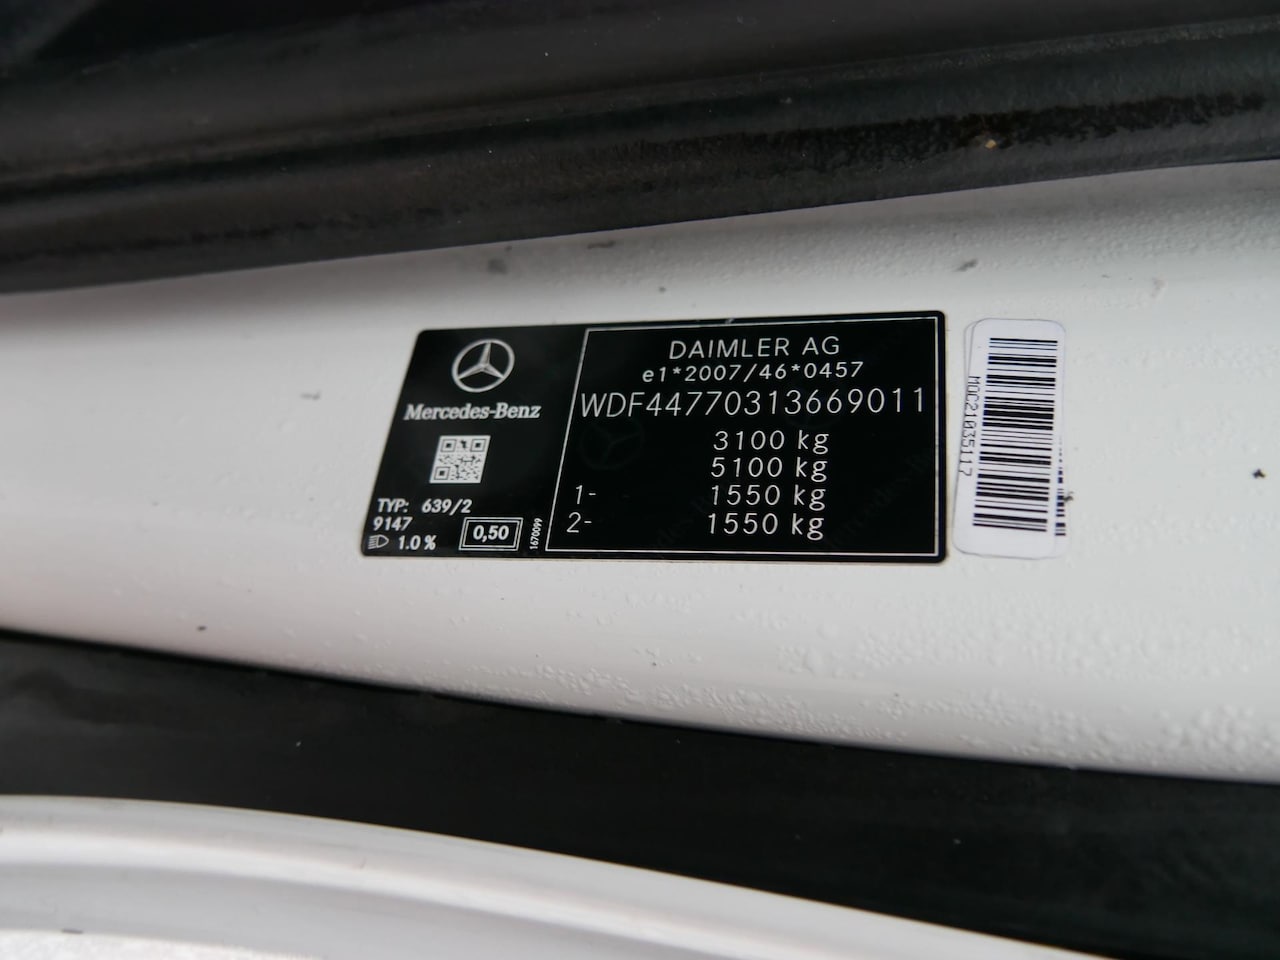 Mercedes-Benz
TYP: 639/2
9147
1.0 %
0,50
1670099
DAIMLER AG
e1*2007/46*0457
WDF44770313669011
3100 kg
5100 kg
1- 1550 kg
2- 1550 kg
MOC21035117